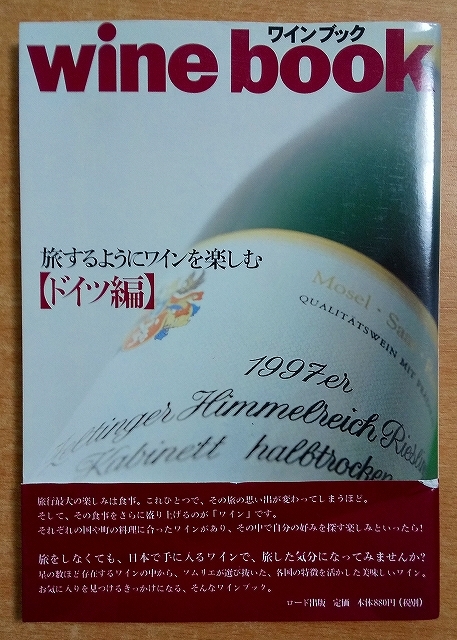 ワインブック
wine book
旅するようにワインを楽しむ
【ドイツ編】
Mosel · Saar
QUALITÄTSWEIN MIT
1997er
Zeltinger Himmelreich Riesling
Kabinett halbtrocken
旅行最大の楽しみは食事。これひとつで、その旅の思い出が変わってしまうほど。
そして、その食事をさらに盛り上げるのが『ワイン』です。
それぞれの国や町の料理に合ったワインがあり、その中で自分の好みを探す楽しみといったら!
旅をしなくても、日本で手に入るワインで、旅した気分になってみませんか?
星の数ほど存在するワインの中から、ソムリエが選び抜いた、各国の特徴を活かした美味しいワイン。
お気に入りを見つけるきっかけになる、そんなワインブック。
ロード出版 定価 本体880円《税別》